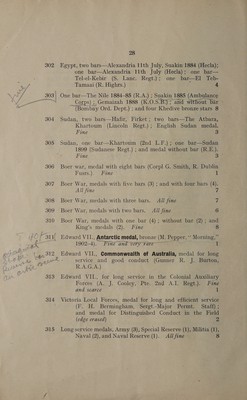 28
302 Egypt, two bars—Alexandria 11th July, Suakin 1884 (Hecla);
one bar—Alexandria 11th July (Hecla); one bar—
Tel-el-Kebir (S. Lanc. Regt.); one bar—El Teb-
Tamaai (R. Highrs.) 4
303 One bar—The Nile 1884-85 (R.A.); Suakin 1885 (Ambulance
Corps); Gemaizah 1888 (K.O.S.B.); and without bar
(Bombay Ord. Dept.); and four Khedive bronze stars 8
304 Sudan, two bars—Hafir, Firket; two bars—The Atbara,
Khartoum (Lincoln Regt.); English Sudan medal.
Fine 3
305 Sudan, one bar—Khartoum (2nd L.F.); one bar—Sudan
1899 (Sudanese Regt.); and medal without bar (R.E.).
Fine 3
306 Boer war, medal with eight bars (Corpl G. Smith, R. Dublin
Fusrs.) Fine 1
307 Boer War, medals with five bars (3); and with four bars (4).
All fine 7
308 Boer War, medals with three bars. All fine 7
309 Boer War, medals with two bars. All fine 6
310 Boer War, medals with one bar (4); without bar (2); and
King's medals (2). Fine 8
311 Edward VII., Antarctic medal, bronze (M. Pepper. "Morning,"
1902-4). Fine and very rare 1
312 Edward VII., Commonwealth of Australia, medal for long
service and good conduct (Gunner R. J. Burton,
R.A.G.A.) 1
313 Edward VII., for long service in the Colonial Auxiliary
Forces (A. J. Cooley, Pte. 2nd A.I. Regt.). Fine
and scarce 1
314 Victoria Local Forces, medal for long and efficient service
(F. H. Bermingham. Sergt.-Major Permt. Staff);
and medal for Distinguished Conduct in the Field
(edge erased) 2
315 Long service medals, Army (3), Special Reserve (1), Militia (1),
Naval (2), and Naval Reserve (1). All fine 8